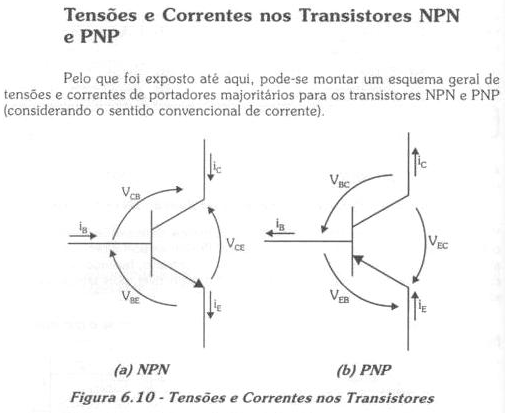 Tensões e Correntes nos Transistores NPN
e PNP
Pelo que foi exposto até aqui, pode-se montar um esquema geral de
tensões e correntes de portadores majoritários para os transistores NPN e PNP
(considerando o sentido convencional de corrente).
iC
VCB
iB
VCE
VBE
iE
iC
VBC
iB
VEC
VEB
iE
(a) NPN
(b) PNP
Figura 6.10 - Tensões e Correntes nos Transistores